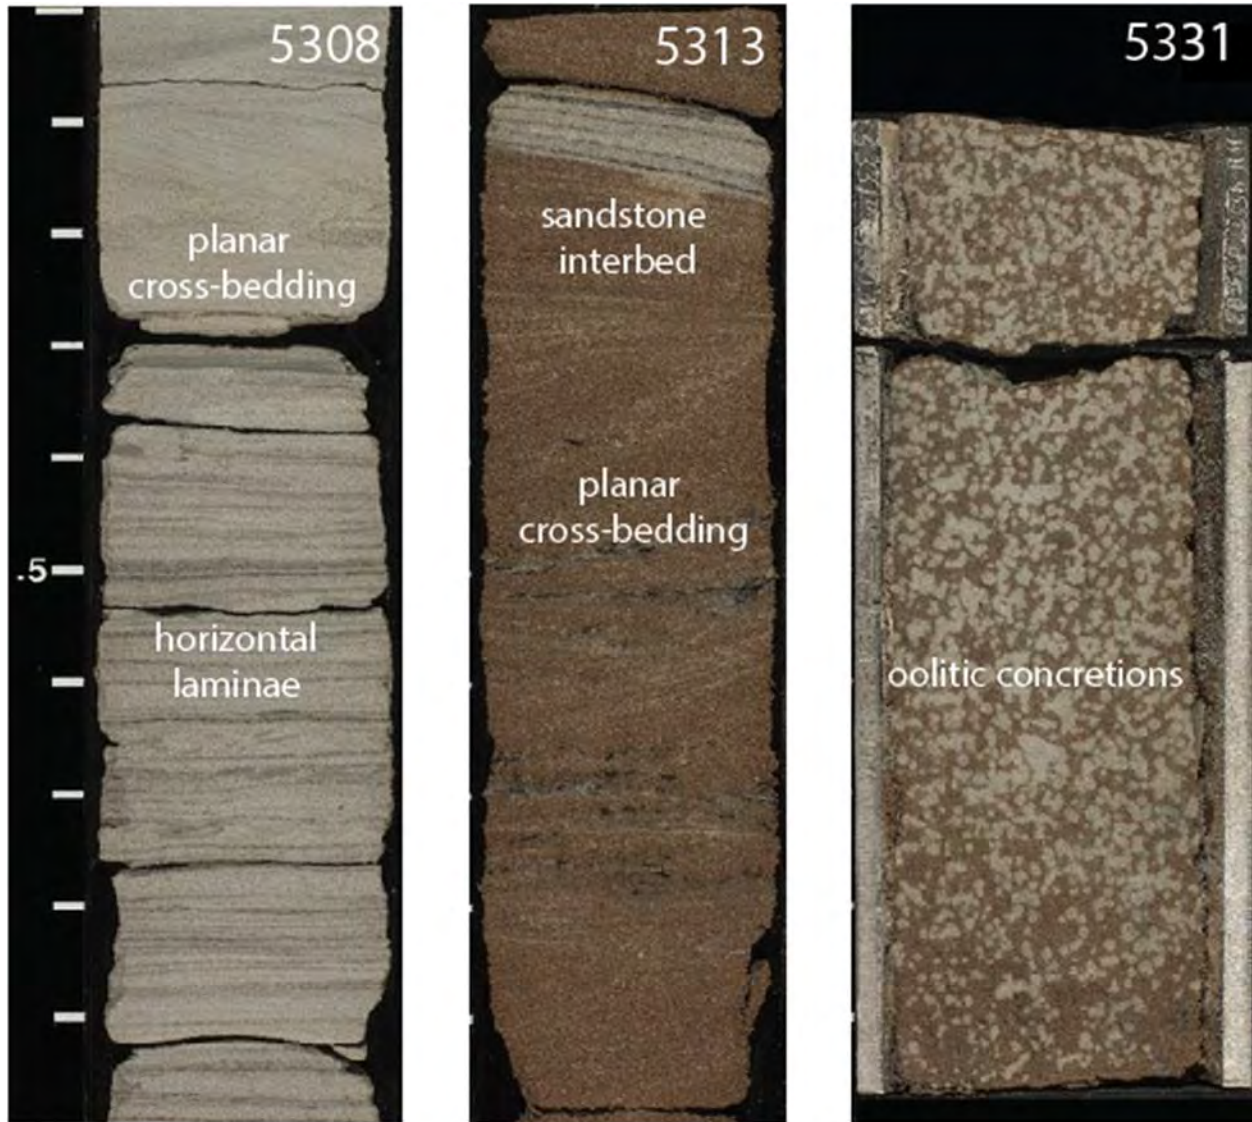 5308
planar
cross-bedding
.5
horizontal
laminae
5313
sandstone
interbed
planar
cross-bedding
5331
oolitic concretions